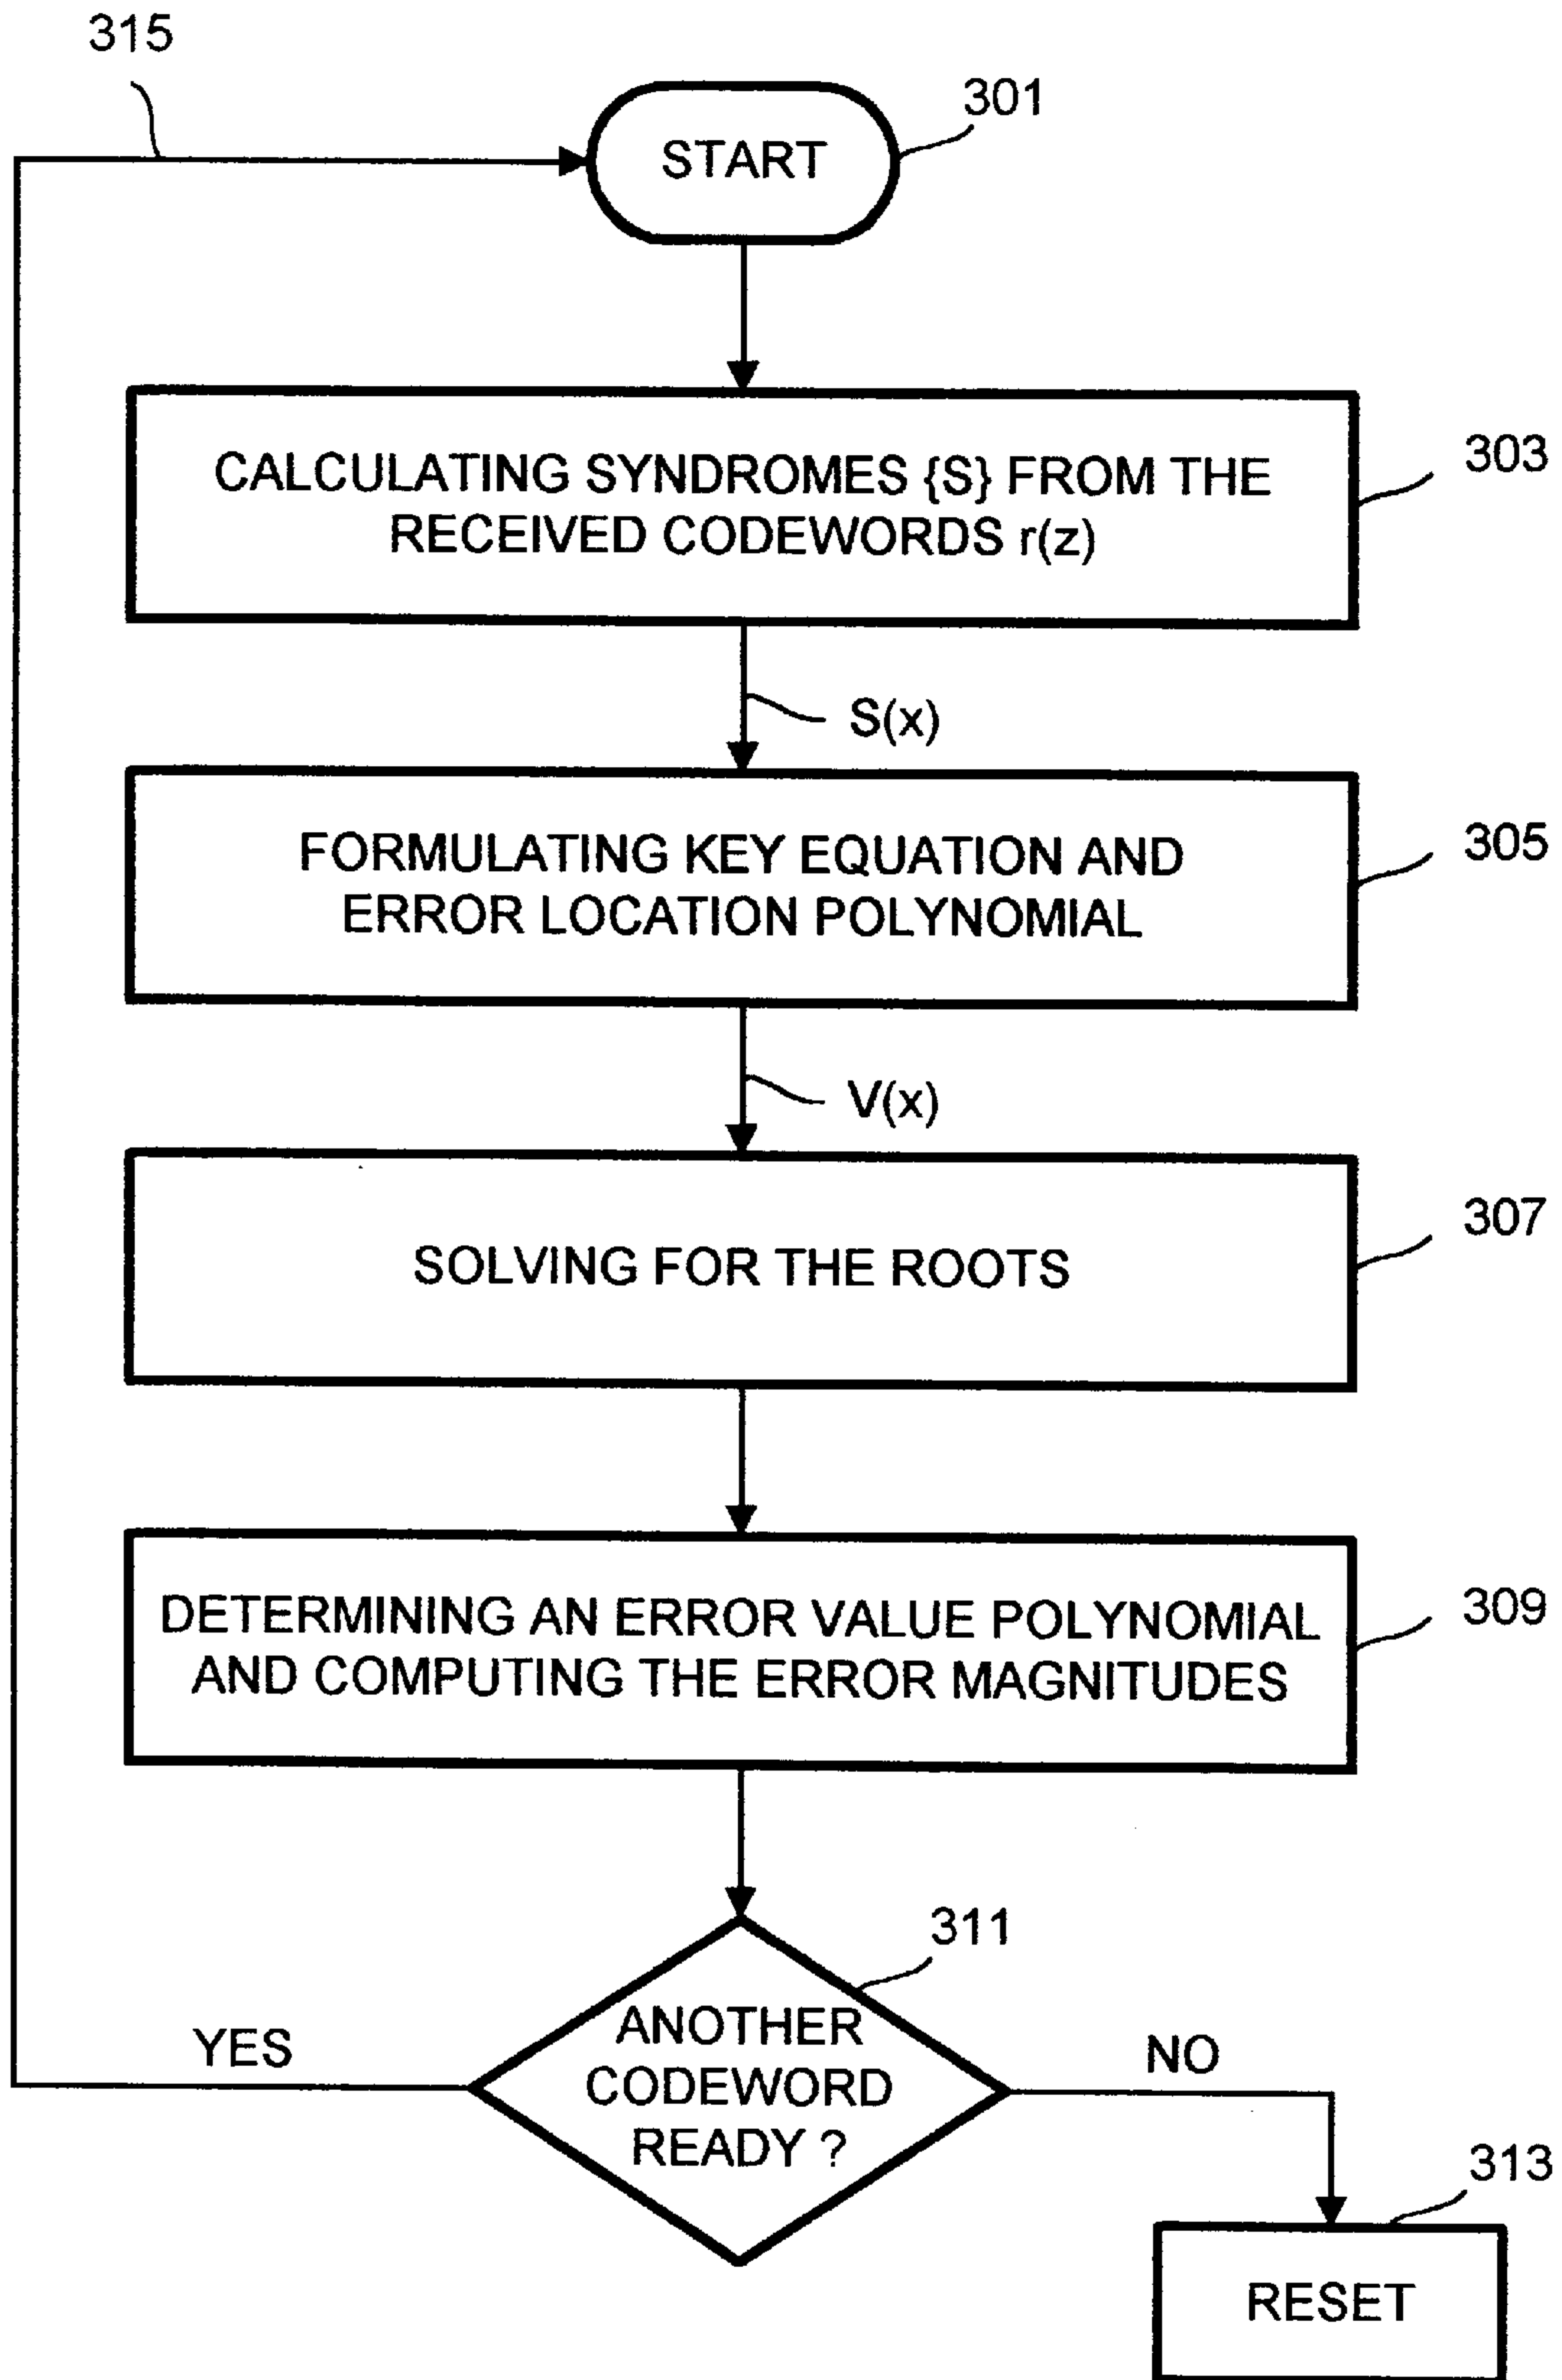 315
301
START
303
CALCULATING SYNDROMES {S} FROM THE
RECEIVED CODEWORDS r(z)
S(x)
305
FORMULATING KEY EQUATION AND
ERROR LOCATION POLYNOMIAL
V(x)
307
SOLVING FOR THE ROOTS
309
DETERMINING AN ERROR VALUE POLYNOMIAL
AND COMPUTING THE ERROR MAGNITUDES
311
ANOTHER
CODEWORD
READY ?
YES
NO
313
RESET